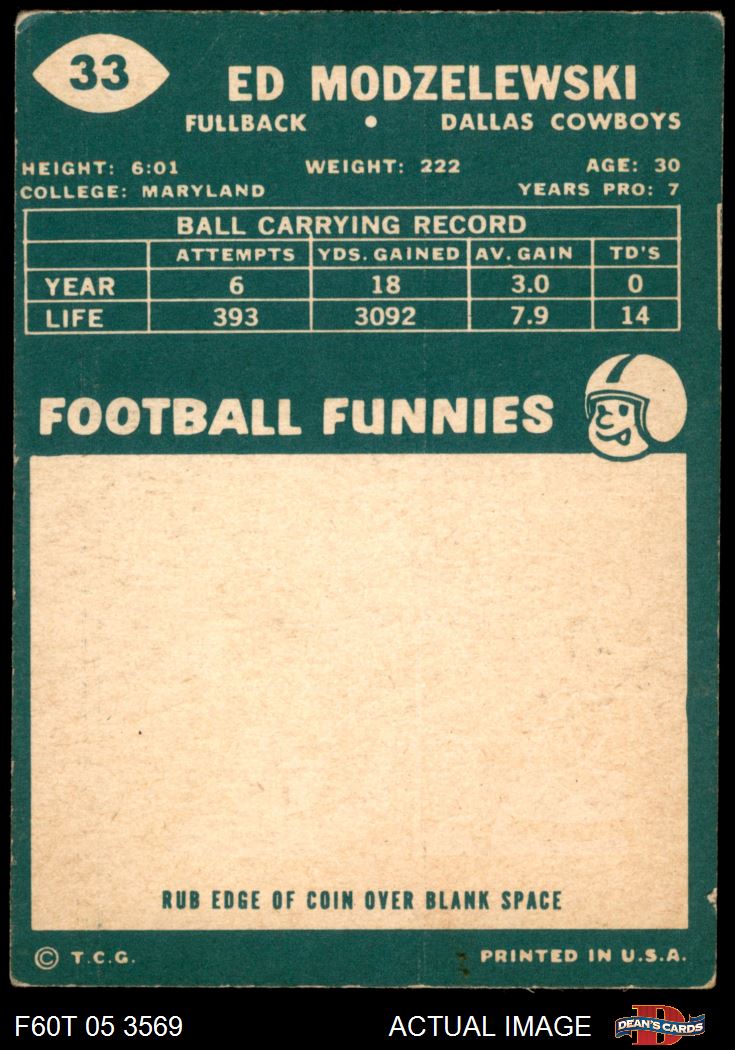 33
ED MODZELEWSKI
FULLBACK • DALLAS COWBOYS
HEIGHT: 6:01 WEIGHT: 222 AGE: 30
COLLEGE: MARYLAND YEARS PRO: 7
BALL CARRYING RECORD
ATTEMPTS YDS. GAINED AV. GAIN TD'S
YEAR 6 18 3.0 0
LIFE 393 3092 7.9 14
FOOTBALL FUNNIES
RUB EDGE OF COIN OVER BLANK SPACE
© T.C.G. PRINTED IN U.S.A.
F60T 05 3569 ACTUAL IMAGE D DEAN'S CARDS